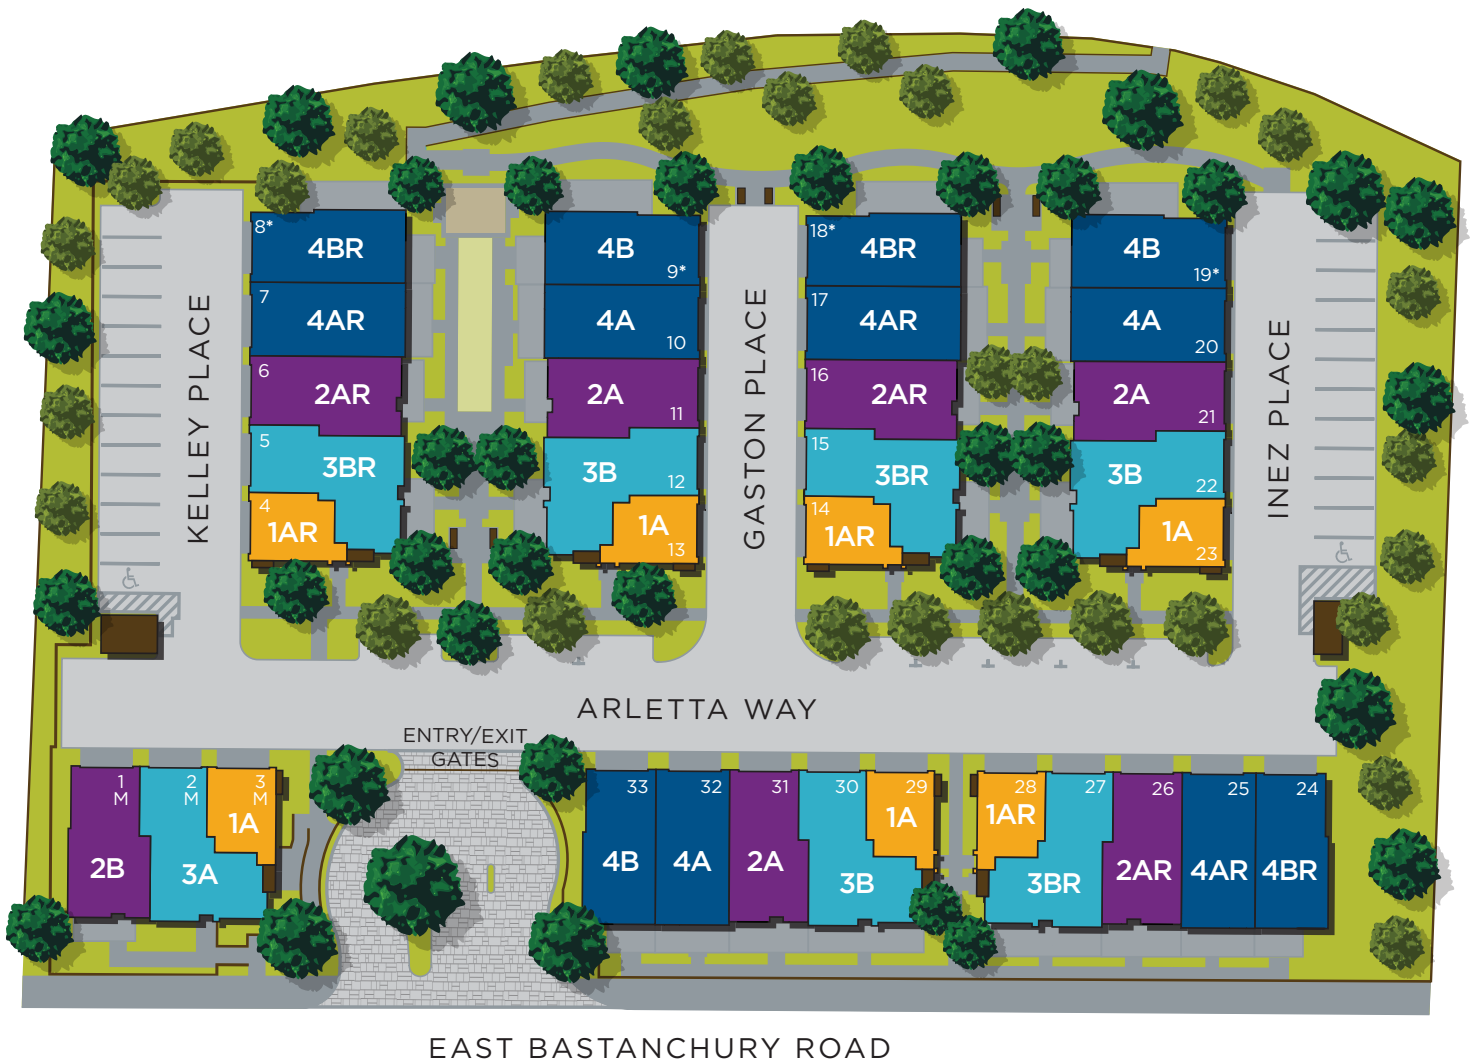 8*
4BR
7
4AR
6
2AR
5
3BR
4
1AR
4B
9*
4A
10
2A
11
3B
12
1A
13
18*
4BR
17
4AR
16
2AR
15
3BR
14
1AR
4B
19*
4A
20
2A
21
3B
22
1A
23
KELLEY PLACE
GASTON PLACE
INEZ PLACE
ARLETTA WAY
ENTRY/EXIT
GATES
1
M
2B
2
M
3A
3
M
1A
33
4B
32
4A
31
2A
30
3B
29
1A
28
1AR
27
3BR
26
2AR
25
4AR
24
4BR
EAST BASTANCHURY ROAD